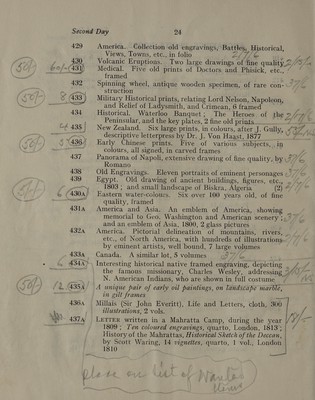 Second Day 24
429 America. Collection old engravings, Battles, Historical,
Views, Towns, etc., in folio
430 Volcanic Eruptions. Two large drawings of fine quality
431 Medical. Five old prints of Doctors and Phisick, etc.,
framed
432 Spinning wheel, antique wooden specimen, of rare con-
struction
433 Military Historical prints, relating Lord Nelson, Napoleon,
and Relief of Ladysmith, and Crimean, 6 framed
434 Historical. Waterloo Banquet; The Heroes of the
Peninsular, and the key plates, 2 fine old prints
435 New Zealand. Six large prints, in colours, after J. Gully,
descriptive letterpress by Dr. J. Von Haast, 1877
436 Early Chinese prints. Five of various subjects, in
colours, all signed, in carved frames
437 Panorama of Napoli, extensive drawing of fine quality, by
Romano
438 Old Engravings. Eleven portraits of eminent personages
439 Egypt. Old drawing of ancient buildings, figures, etc.,
1803; and small landscape of Biskra, Algeria (2)
430A Eastern water-colours. Six over 100 years old, of fine
quality, framed
431A America and Asia. An emblem of America, showing
memorial to Geo. Washington and American scenery;
and an emblem of Asia, 1800, 2 glass pictures
432A America. Pictorial delineation of mountains, rivers,
etc., of North America, with hundreds of illustrations
by eminent artists, well bound, 7 large volumes
433A Canada. A similar lot, 3 volumes
434A Interesting historical native framed engraving, depicting
the famous missionary, Charles Wesley, addressing
N. American Indians, who are shown in full costume
435A A unique pair of early oil paintings, on landscape marble,
in gilt frames
436A Millais (Sir John Everitt), Life and Letters, cloth, 300
illustrations, 2 vols.
437A LETTER written in a Mahratta Camp, during the year
1809; Ten coloured engravings, quarto, London, 1813;
History of the Mahrattas, Historical Sketch of the Deccan,
by Scott Waring, 14 vignettes, quarto, 1 vol., London
1810